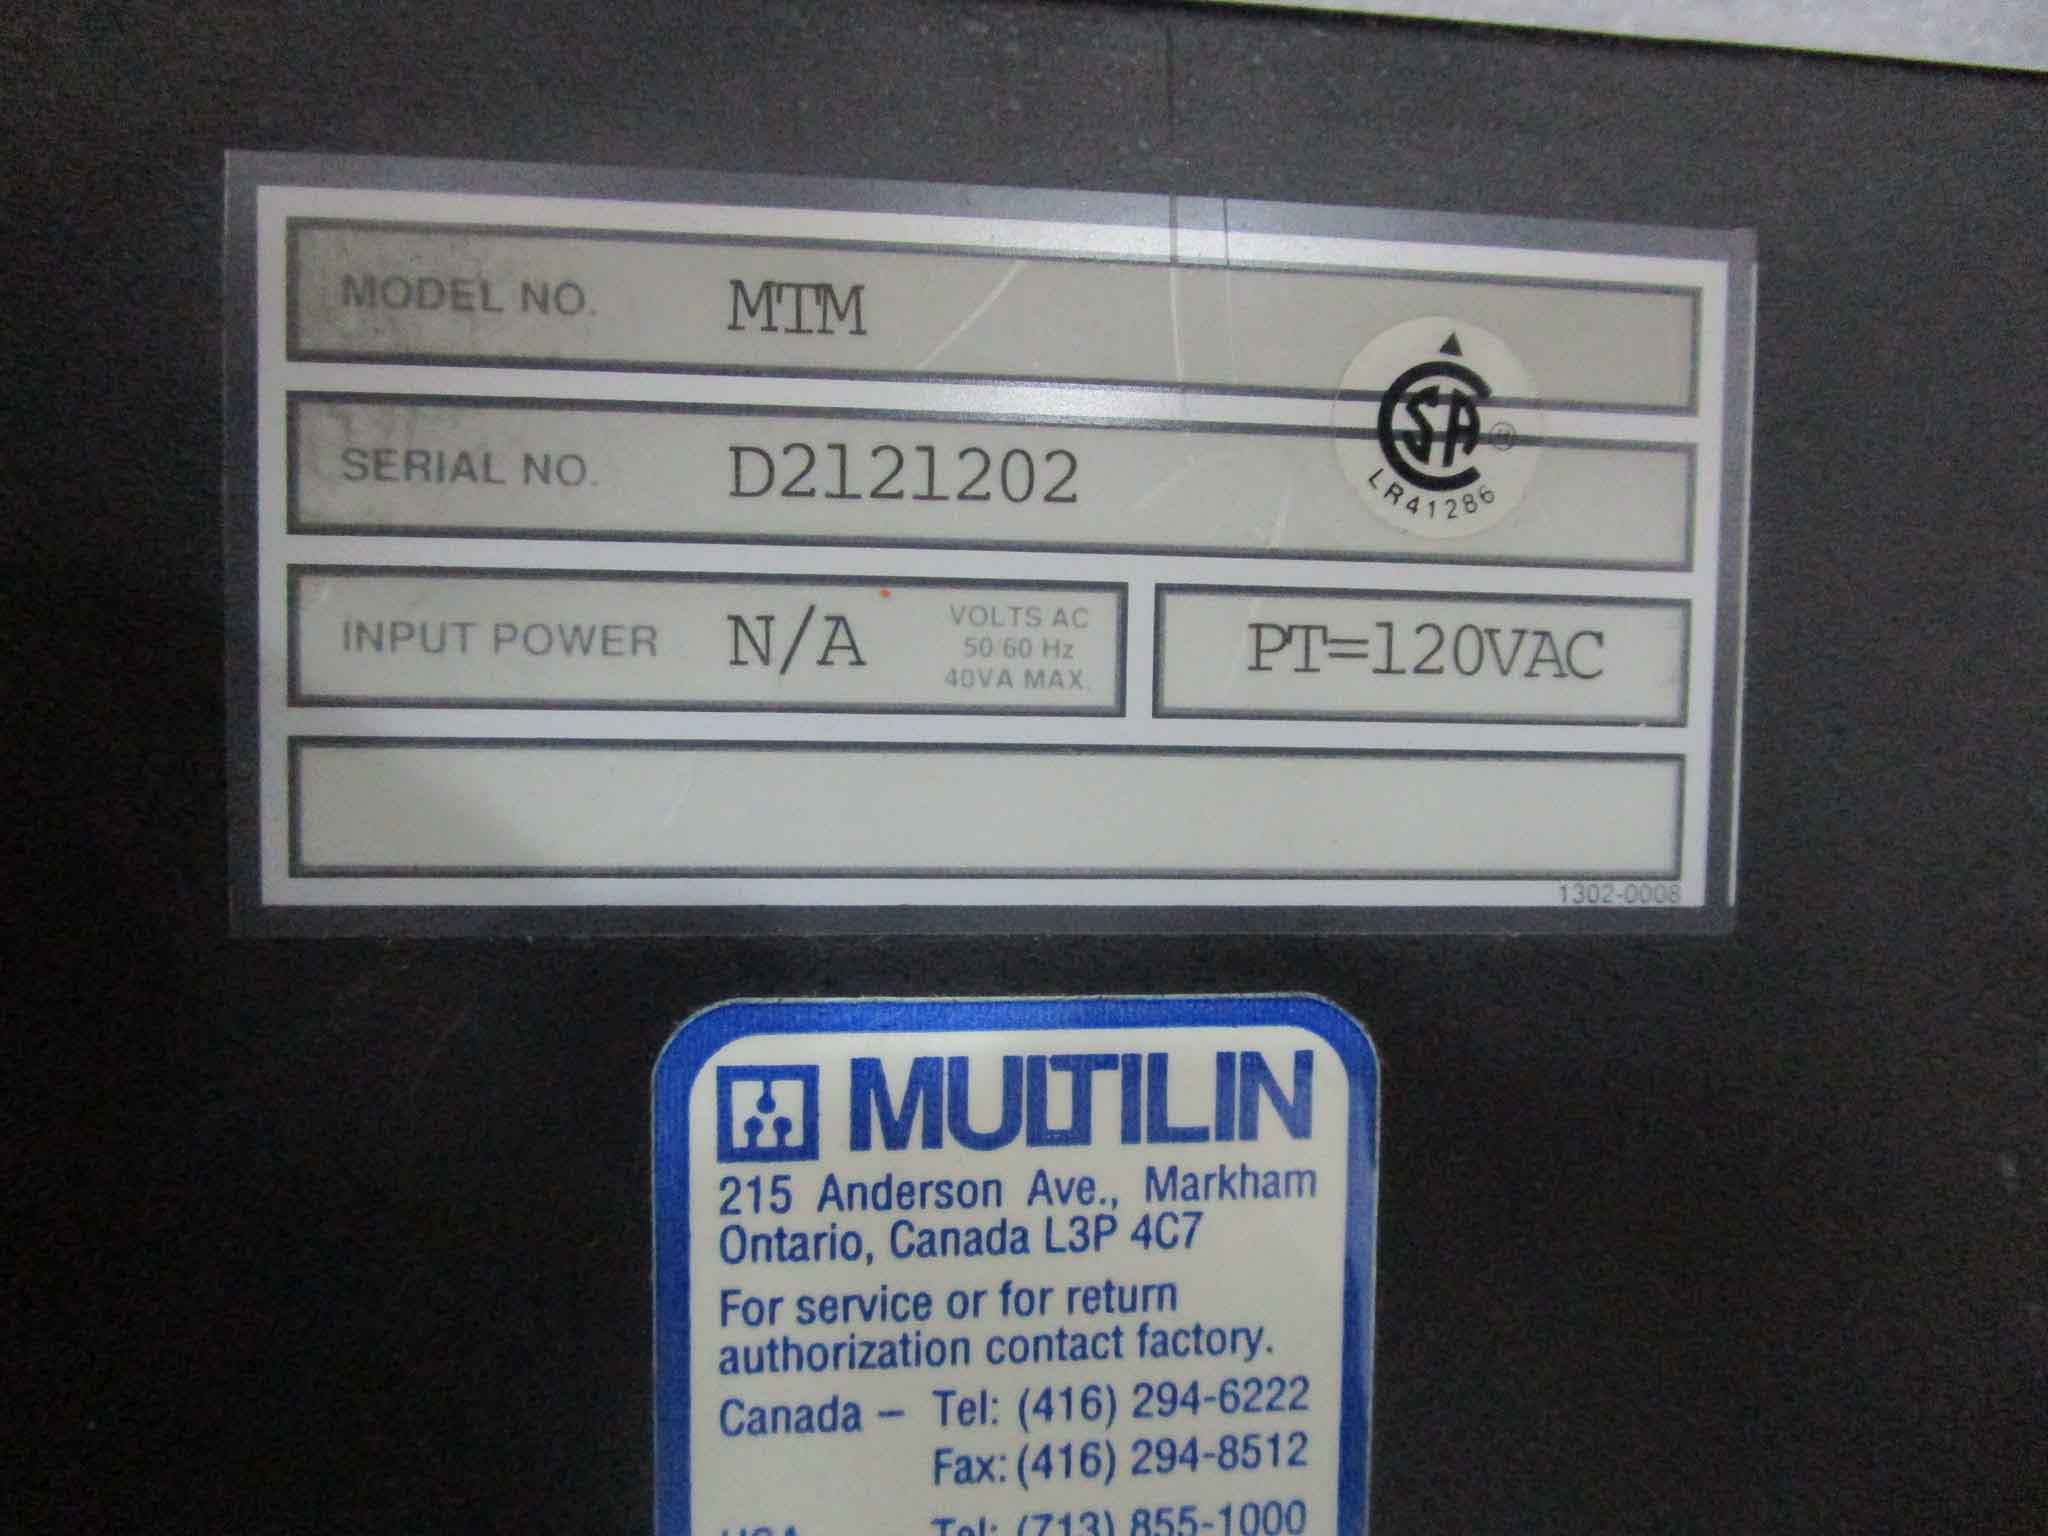 MODEL NO. MTM
SERIAL NO. D2121202
CSA
LR41286
INPUT POWER N/A
VOLTS AC
50/60 Hz
40VA MAX.
PT=120VAC
1302-0008
MULTILIN
215 Anderson Ave., Markham
Ontario, Canada L3P 4C7
For service or for return
authorization contact factory.
Canada – Tel: (416) 294-6222
Fax: (416) 294-8512
USA Tel: (713) 855-1000